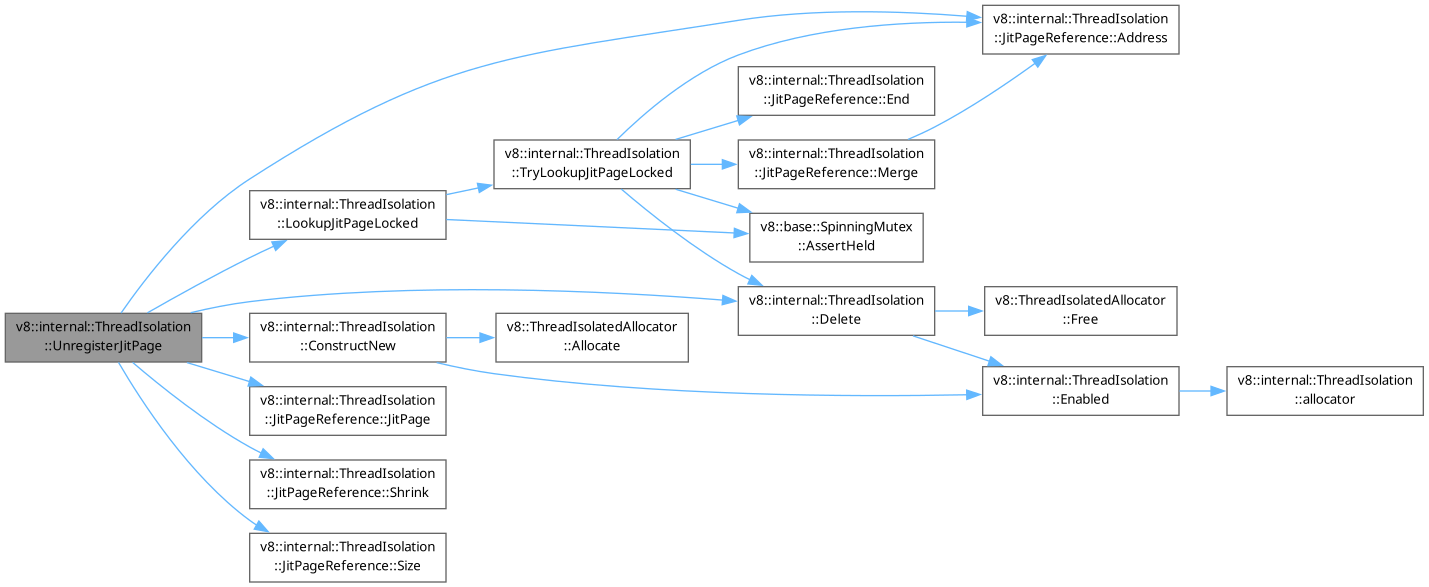 v8::internal::ThreadIsolation
::JitPageReference::Address
v8::internal::ThreadIsolation
::JitPageReference::End
v8::internal::ThreadIsolation
::TryLookupJitPageLocked
v8::internal::ThreadIsolation
::JitPageReference::Merge
v8::internal::ThreadIsolation
::LookupJitPageLocked
v8::base::SpinningMutex
::AssertHeld
v8::internal::ThreadIsolation
::Delete
v8::ThreadIsolatedAllocator
::Free
v8::internal::ThreadIsolation
::UnregisterJitPage
v8::internal::ThreadIsolation
::ConstructNew
v8::ThreadIsolatedAllocator
::Allocate
v8::internal::ThreadIsolation
::Enabled
v8::internal::ThreadIsolation
::allocator
v8::internal::ThreadIsolation
::JitPageReference::JitPage
v8::internal::ThreadIsolation
::JitPageReference::Shrink
v8::internal::ThreadIsolation
::JitPageReference::Size